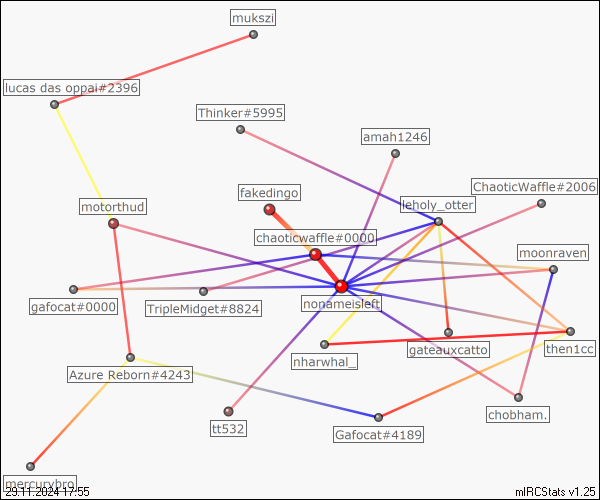 mukszi
lucas das oppai#2396
Thinker#5995
amah1246
fakedingo
ChaoticWaffle#2006
leholy_otter
motorthud
chaoticwaffle#0000
moonraven
gafocat#0000
TripleMidget#8824
nonameisleft
nharwhal_
gateauxcatto
then1cc
Azure Reborn#4243
chobham.
tt532
Gafocat#4189
mercurybro
29.11.2024 17:55
mIRCStats v1.25